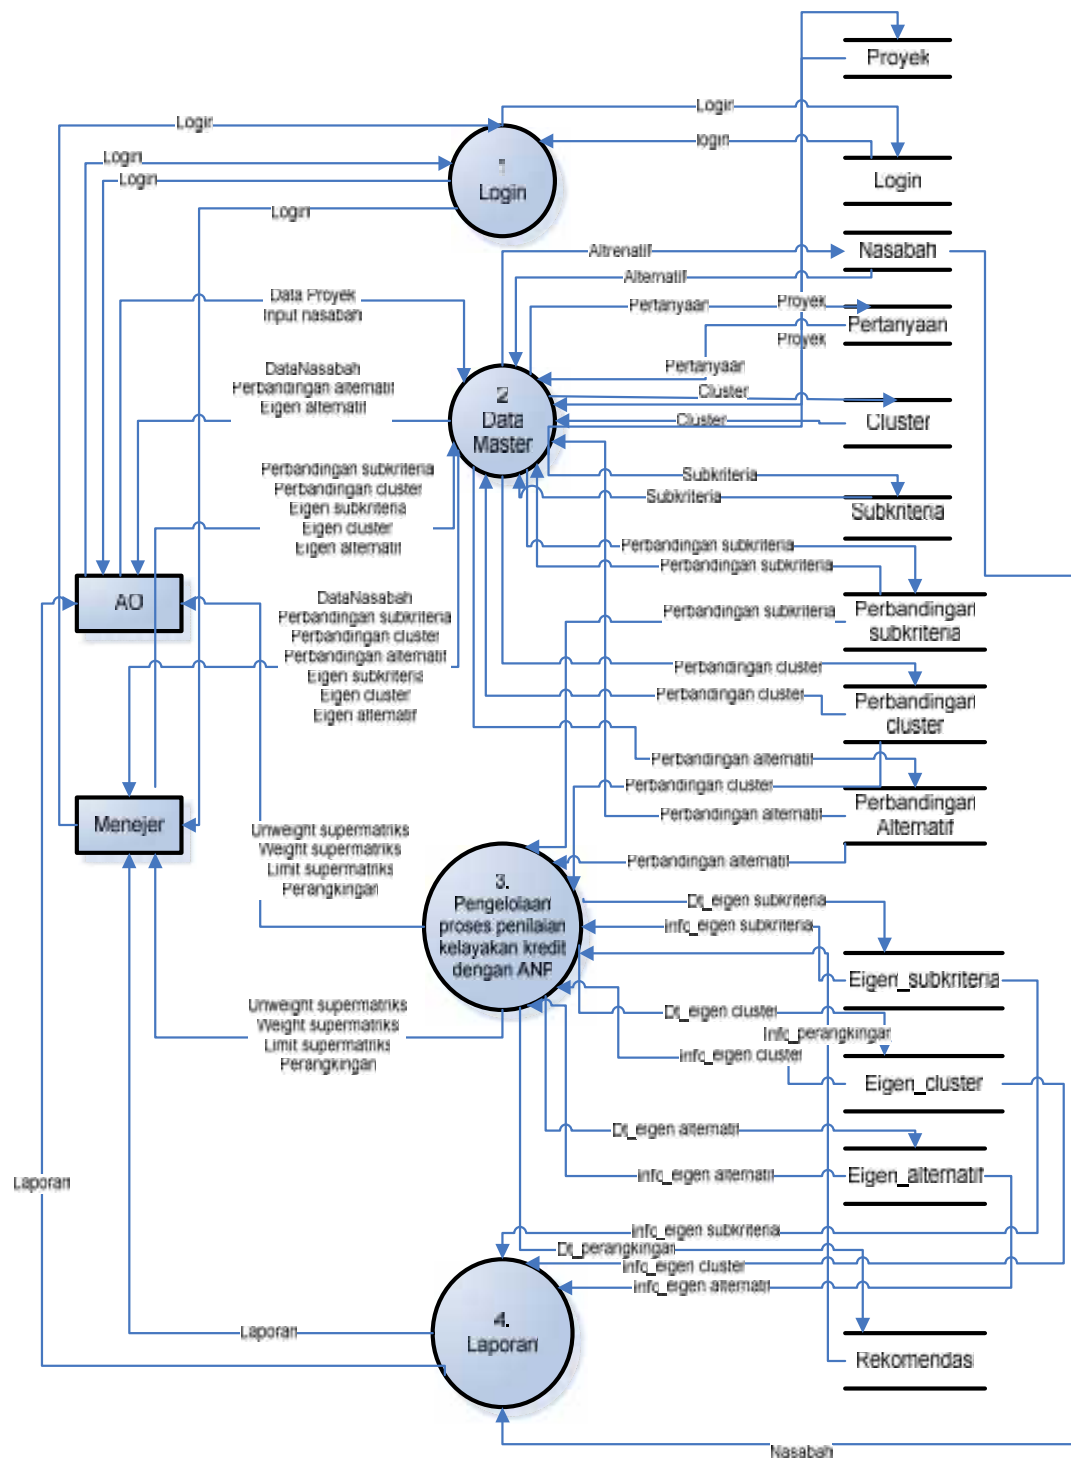 Proyek
Login
Login
login
1
Login
Login
Login
Login
Login
Altrenatif
Nasabah
Alternatif
Data Proyek
Input nasabah
Pertanyaan
Proyek
Pertanyaan
Proyek
Pertanyaan
DataNasabah
Perbandingan alternatif
Eigen alternatif
2
Data
Master
Cluster
Cluster
Cluster
Perbandingan subkriteria
Perbandingan cluster
Eigen subkriteria
Eigen cluster
Eigen alternatif
Subkriteria
Subkriteria
Subkriteria
Perbandingan subkriteria
Perbandingan subkriteria
AO
DataNasabah
Perbandingan subkriteria
Perbandingan cluster
Perbandingan alternatif
Eigen subkriteria
Eigen cluster
Eigen alternatif
Perbandingan subkriteria
Perbandingan
subkriteria
Perbandingan cluster
Perbandingan cluster
Perbandingan
cluster
Perbandingan alternatif
Perbandingan cluster
Perbandingan alternatif
Perbandingan
Alternatif
Menejer
Unweight supermatriks
Weight supermatriks
Limit supermatriks
Perangkingan
Perbandingan alternatif
3.
Pengelolaan
proses penilaian
kelayakan kredit
dengan ANP
Dt_eigen subkriteria
info_eigen subkriteria
Eigen_subkriteria
Unweight supermatriks
Weight supermatriks
Limit supermatriks
Perangkingan
Dt_eigen cluster
Info_perangkingan
info_eigen cluster
Eigen_cluster
Dt_eigen alternatif
info_eigen alternatif
Eigen_alternatif
Laporan
info_eigen subkriteria
Dt_perangkingan
info_eigen cluster
info_eigen alternatif
4.
Laporan
Laporan
Rekomendasi
Nasabah